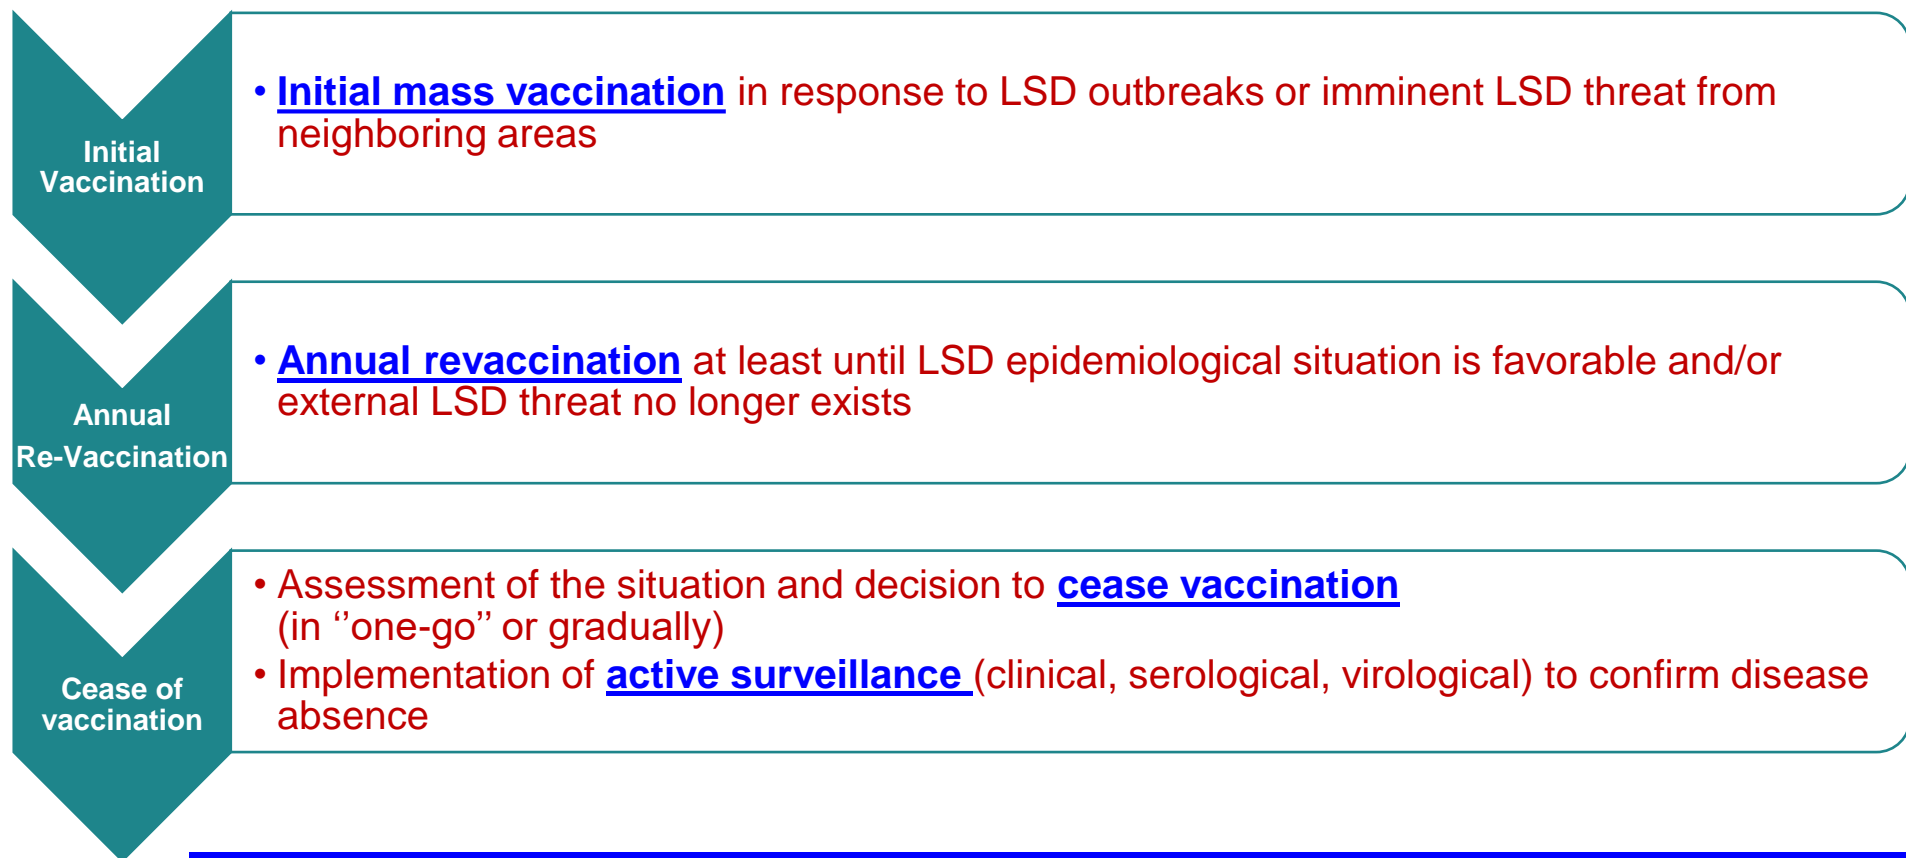 Initial
Vaccination
• Initial mass vaccination in response to LSD outbreaks or imminent LSD threat from
neighboring areas
Annual
Re-Vaccination
• Annual revaccination at least until LSD epidemiological situation is favorable and/or
external LSD threat no longer exists
Cease of
vaccination
• Assessment of the situation and decision to cease vaccination
(in ‘’one-go’’ or gradually)
• Implementation of active surveillance (clinical, serological, virological) to confirm disease
absence